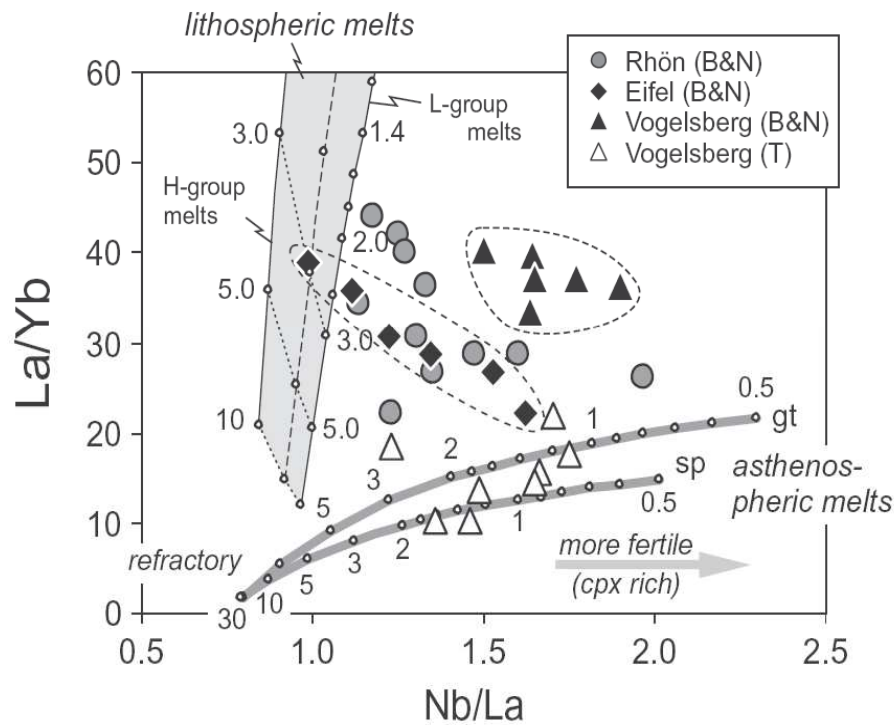 lithospheric melts
Rhön (B&N)
Eifel (B&N)
Vogelsberg (B&N)
Vogelsberg (T)
L-group
melts
H-group
melts
3.0
1.4
2.0
5.0
3.0
10
5.0
5
60
50
40
30
20
10
0
La/Yb
0.5
1
2
3
5
gt
sp
asthenos-
pheric melts
0.5
1
2
3
5
10
30
refractory
more fertile
(cpx rich)
0.5
1.0
1.5
2.0
2.5
Nb/La